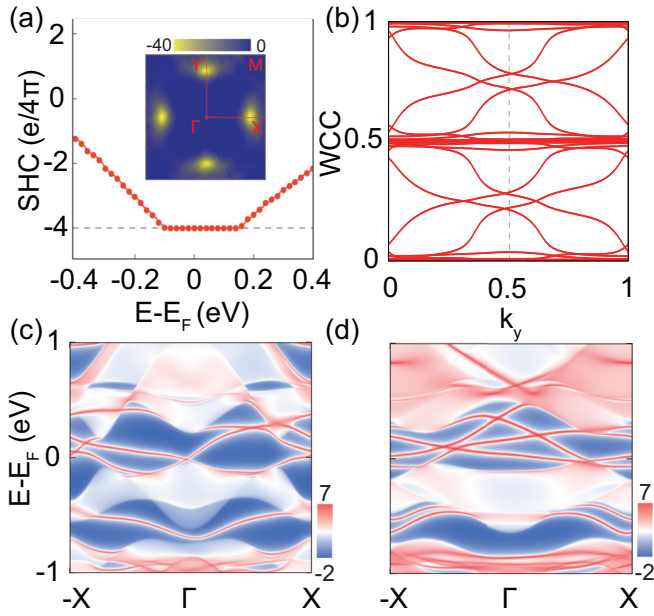 (a)
-40 0
Y M
Γ X
2
0
-2
-4
SHC (e/4π)
-0.4 -0.2 0 0.2 0.4
E-E_F (eV)
(b)
1
0.5
0
WCC
0 0.5 1
k_y
(c)
1
0
-1
E-E_F (eV)
7
-2
-X Γ X
(d)
7
-2
-X Γ X